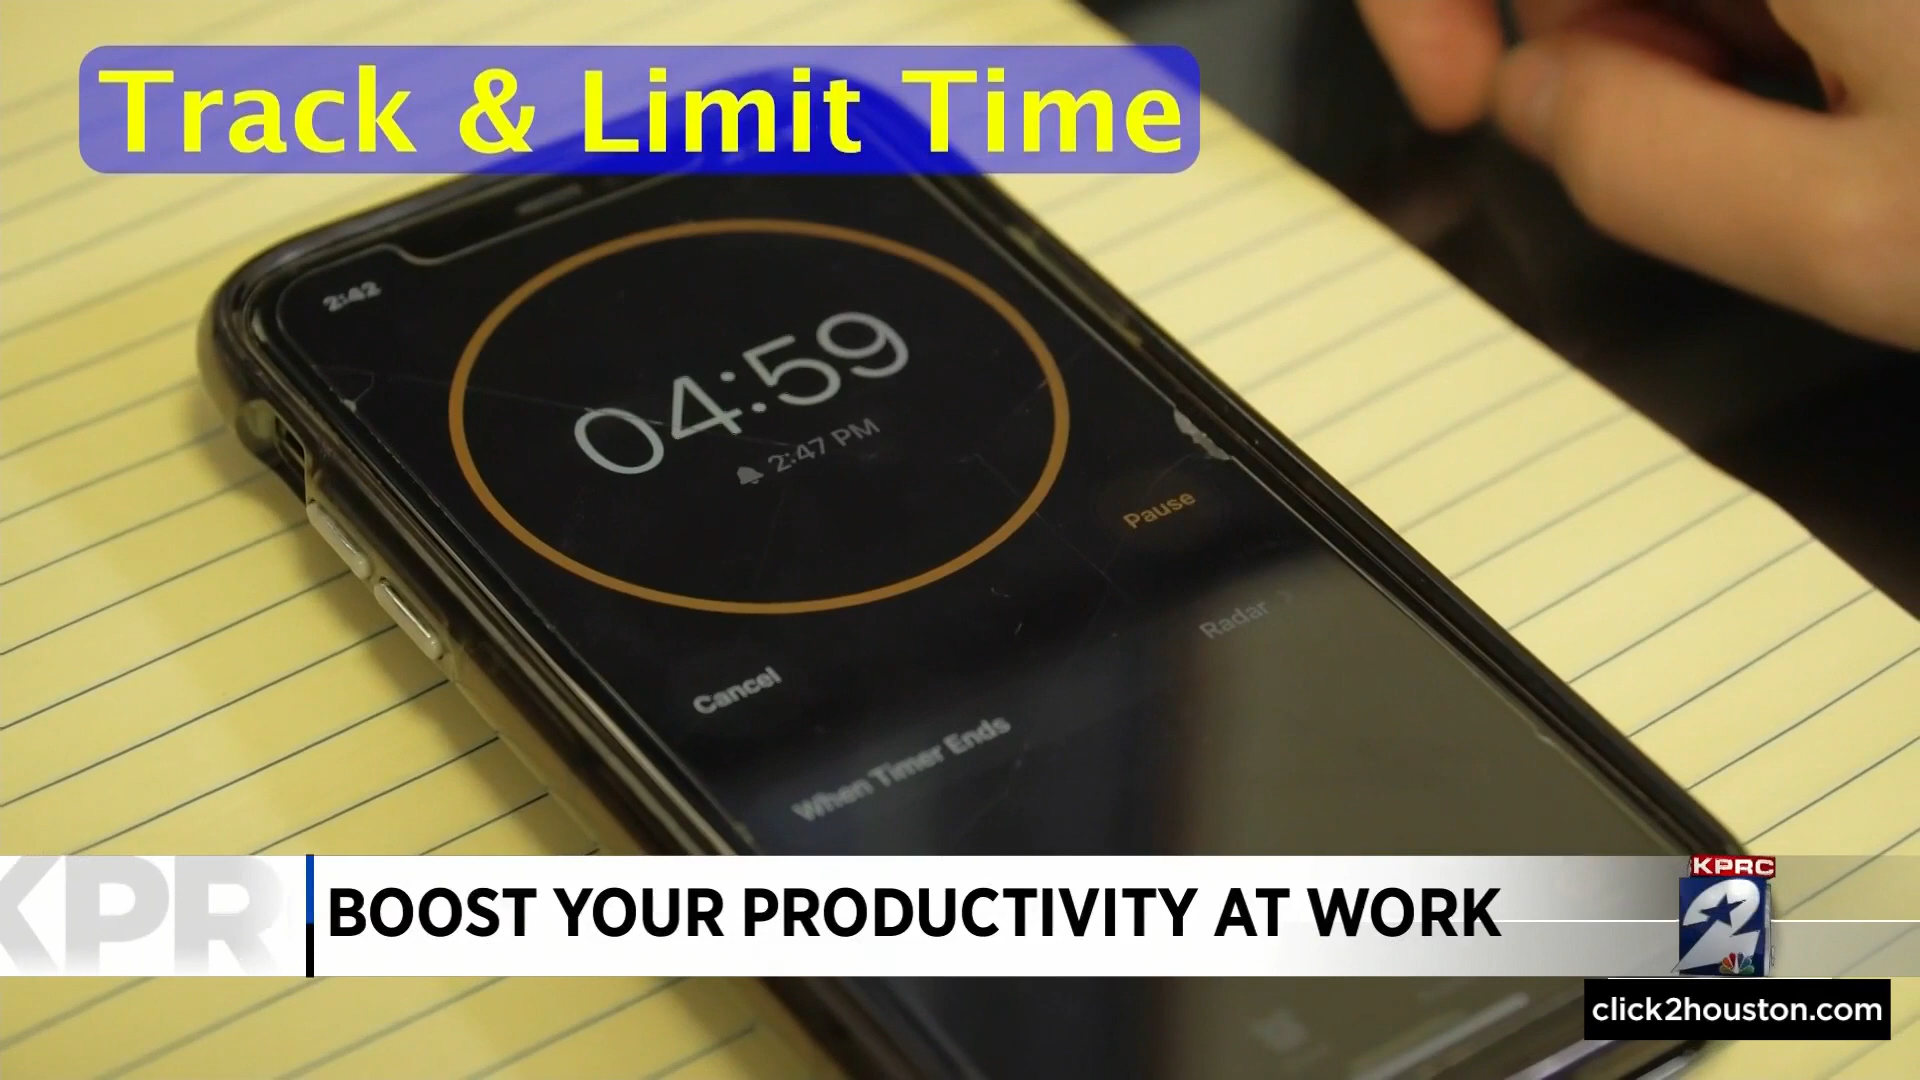 Track & Limit Time
2:42
04:59
2:47 PM
Pause
Radar
Cancel
When Timer Ends
KPR
BOOST YOUR PRODUCTIVITY AT WORK
KPRC
2
click2houston.com